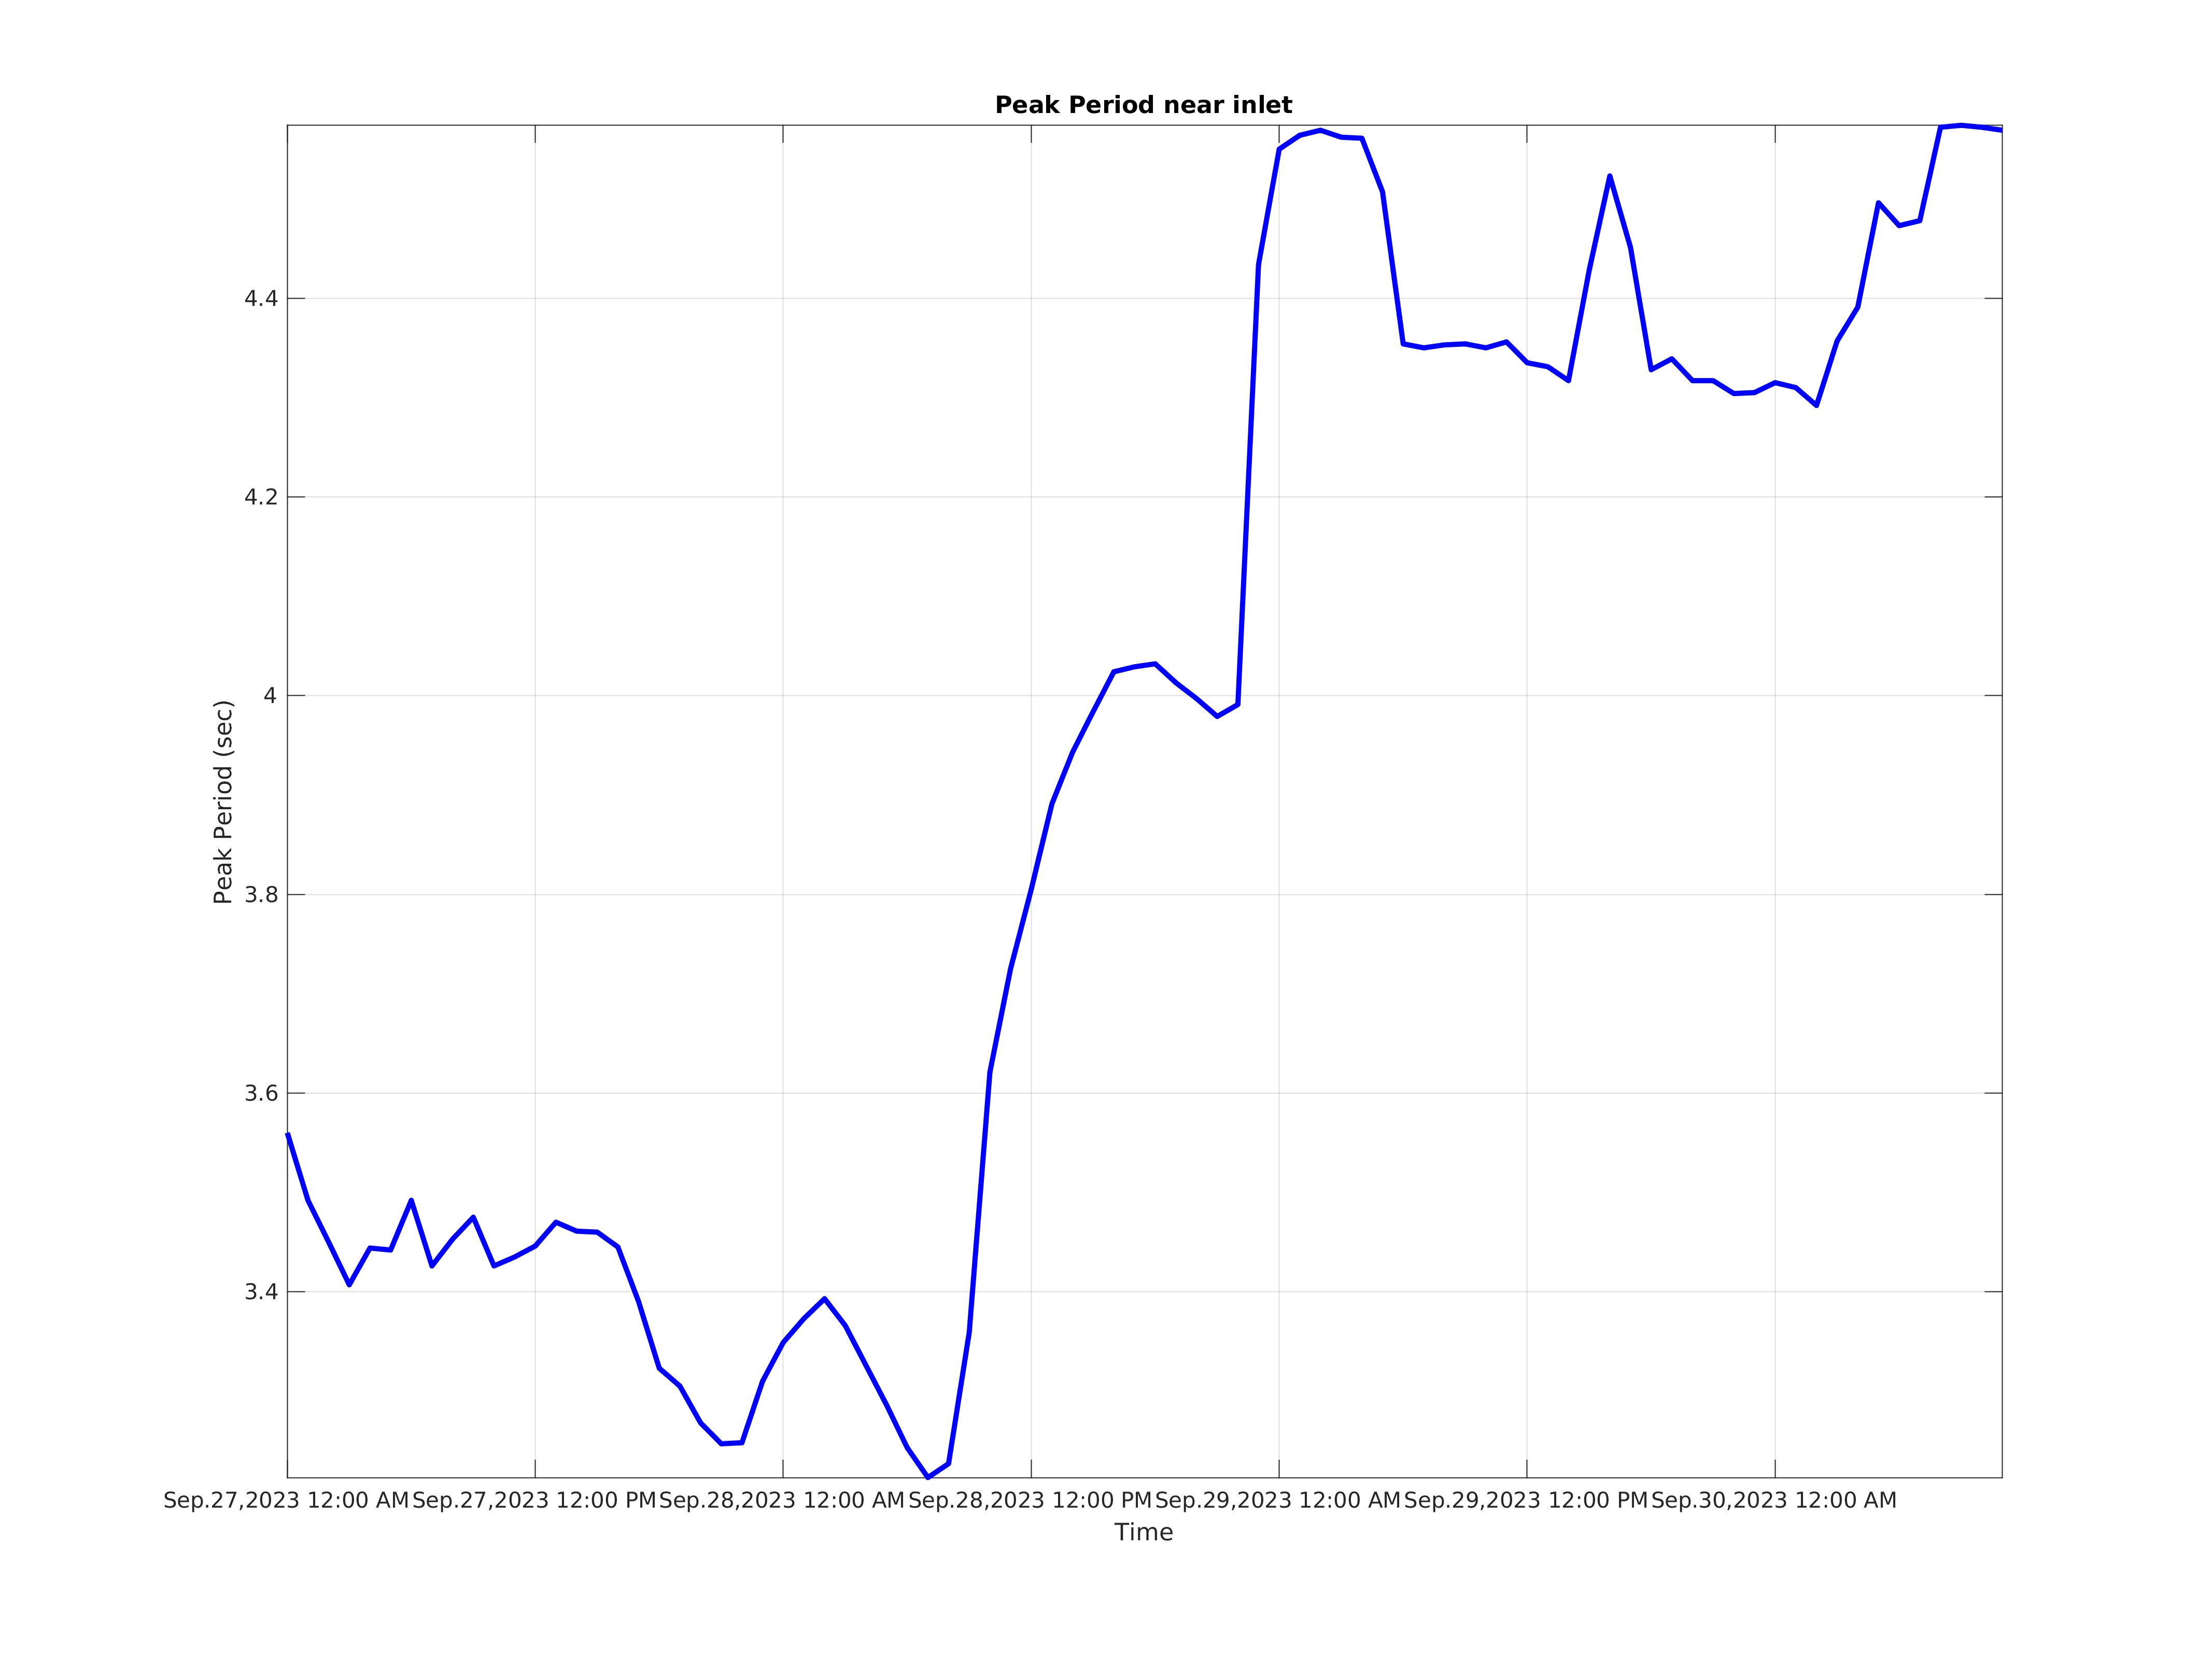 Peak Period near inlet
Peak Period (sec)
4.4
4.2
4
3.8
3.6
3.4
Sep.27,2023 12:00 AM Sep.27,2023 12:00 PM Sep.28,2023 12:00 AM Sep.28,2023 12:00 PM Sep.29,2023 12:00 AM Sep.29,2023 12:00 PM Sep.30,2023 12:00 AM
Time